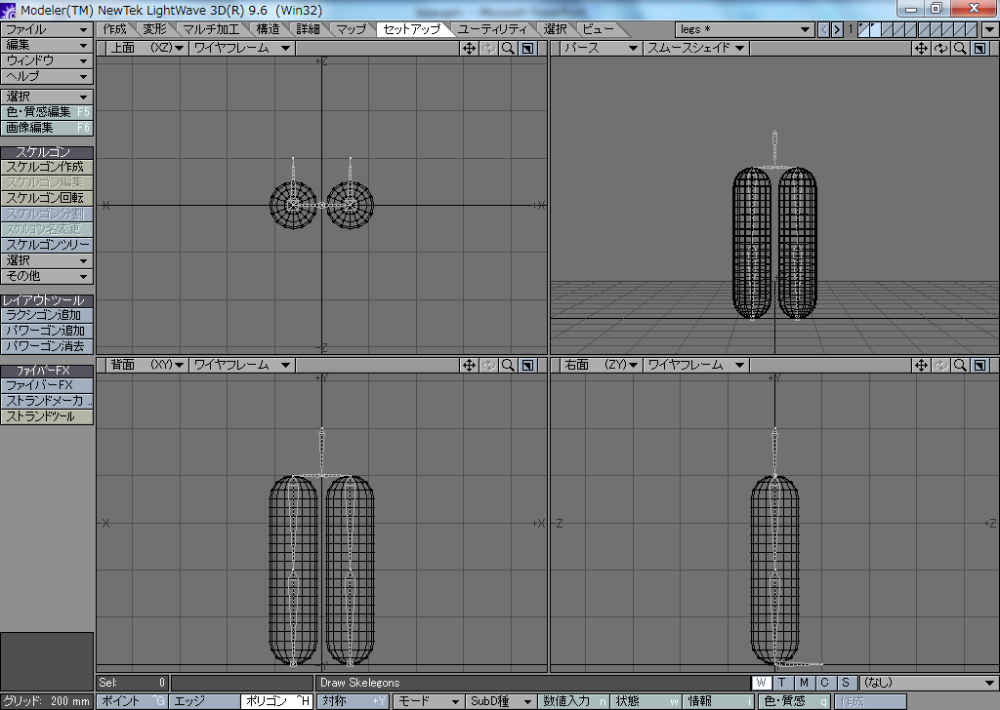 Modeler(TM) NewTek LightWave 3D(R) 9.6 (Win32)
ファイル
編集
ウィンドウ
ヘルプ
作成 変形 マルチ加工 構造 詳細 マップ セットアップ ユーティリティ 選択 ビュー
legs * < > 1
選択
色・質感編集 F5
画像編集 F6
スケルゴン
スケルゴン作成
スケルゴン編集
スケルゴン回転
スケルゴン分割
スケルゴン名変更
スケルゴンツリー
選択
その他
レイアウトツール
ラクシゴン追加
パワーゴン追加
パワーゴン消去
ファイバーFX
ファイバーFX
ストランドメーカ ..
ストランドツール
上面 (XZ) ワイヤフレーム
+Z
-X +X
-Z
パース スムースシェイド
背面 (XY) ワイヤフレーム
+Y
-X +X
-Y
右面 (ZY) ワイヤフレーム
+Y
-Z +Z
Sel: 0
Draw Skelegons
W T M C S (なし)
グリッド: 200 mm
ポイント ^G エッジ ポリゴン ^H 対称 +Y モード SubD種 数値入力 n 状態 w 情報 i 色・質感 q 作成